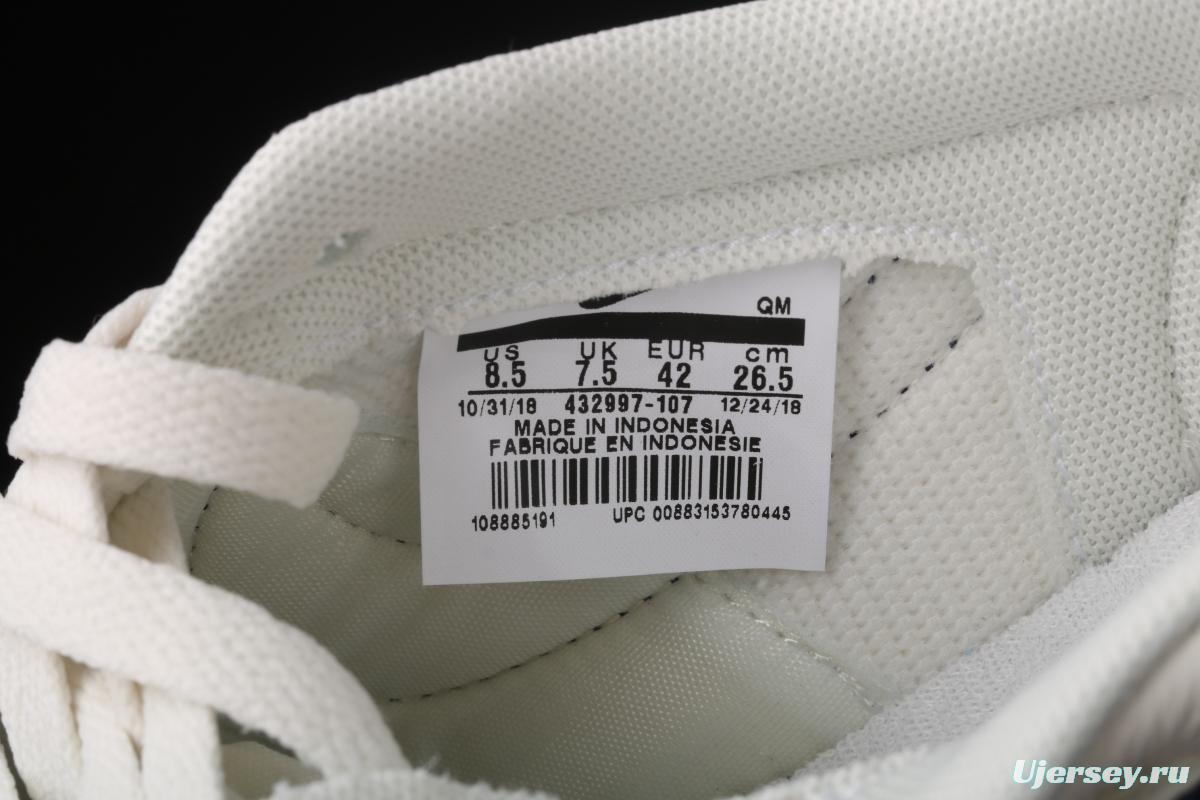 QM
US UK EUR cm
8.5 7.5 42 26.5
10/31/18 432997-107 12/24/18
MADE IN INDONESIA
FABRIQUE EN INDONESIE
108885191 UPC 00883153780445
Ujersey.ru